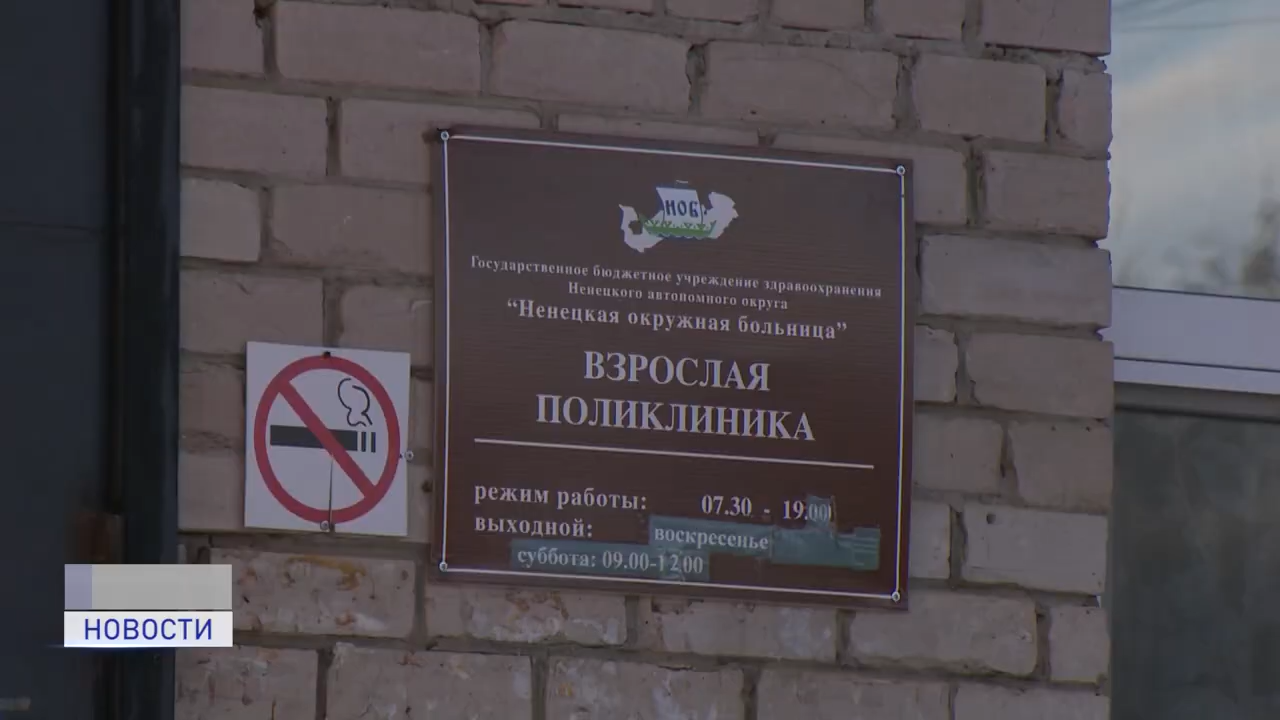 НОБ
Государственное бюджетное учреждение здравоохранения
Ненецкого автономного округа
“Ненецкая окружная больница”
ВЗРОСЛАЯ
ПОЛИКЛИНИКА
режим работы: 07.30 - 19.00
выходной: воскресенье
суббота: 09.00-12.00
НОВОСТИ